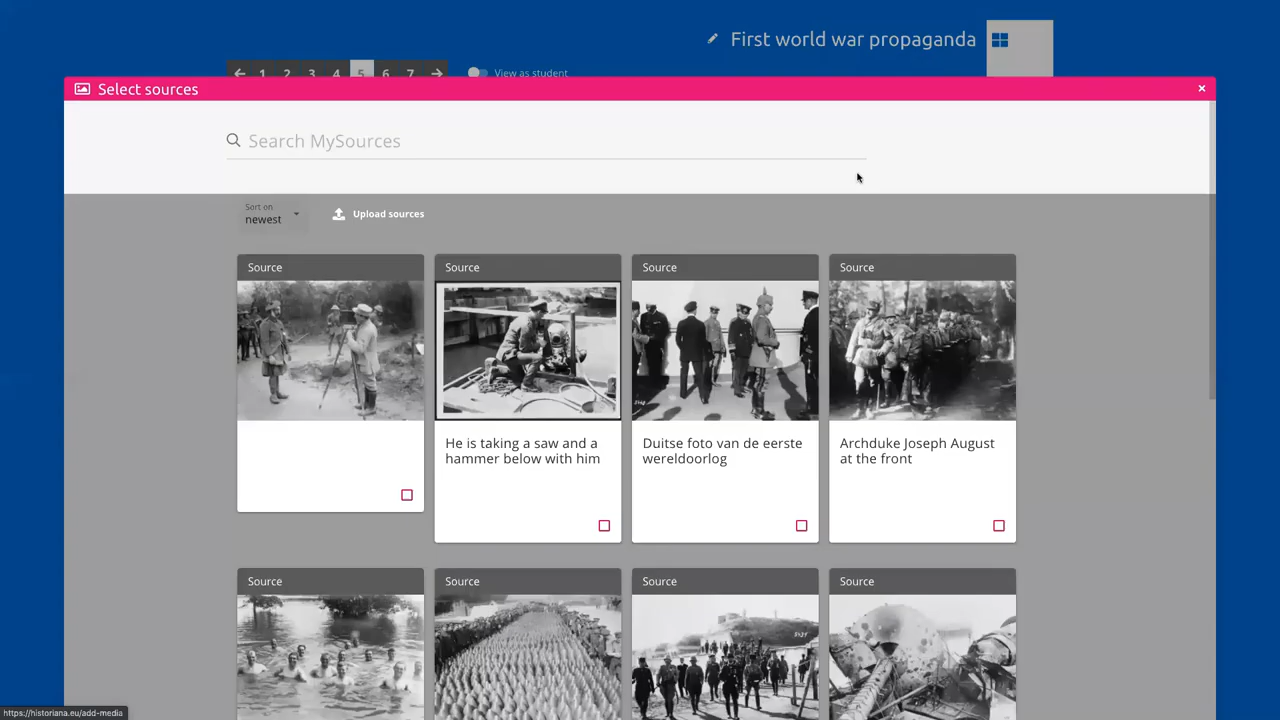 First world war propaganda
1 2 3 4 5 6 7
View as student
Select sources
Search MySources
Sort on
newest
Upload sources
Source
Source
Source
Source
He is taking a saw and a
hammer below with him
Duitse foto van de eerste
wereldoorlog
Archduke Joseph August
at the front
Source
Source
Source
Source
https://historiana.eu/add-media